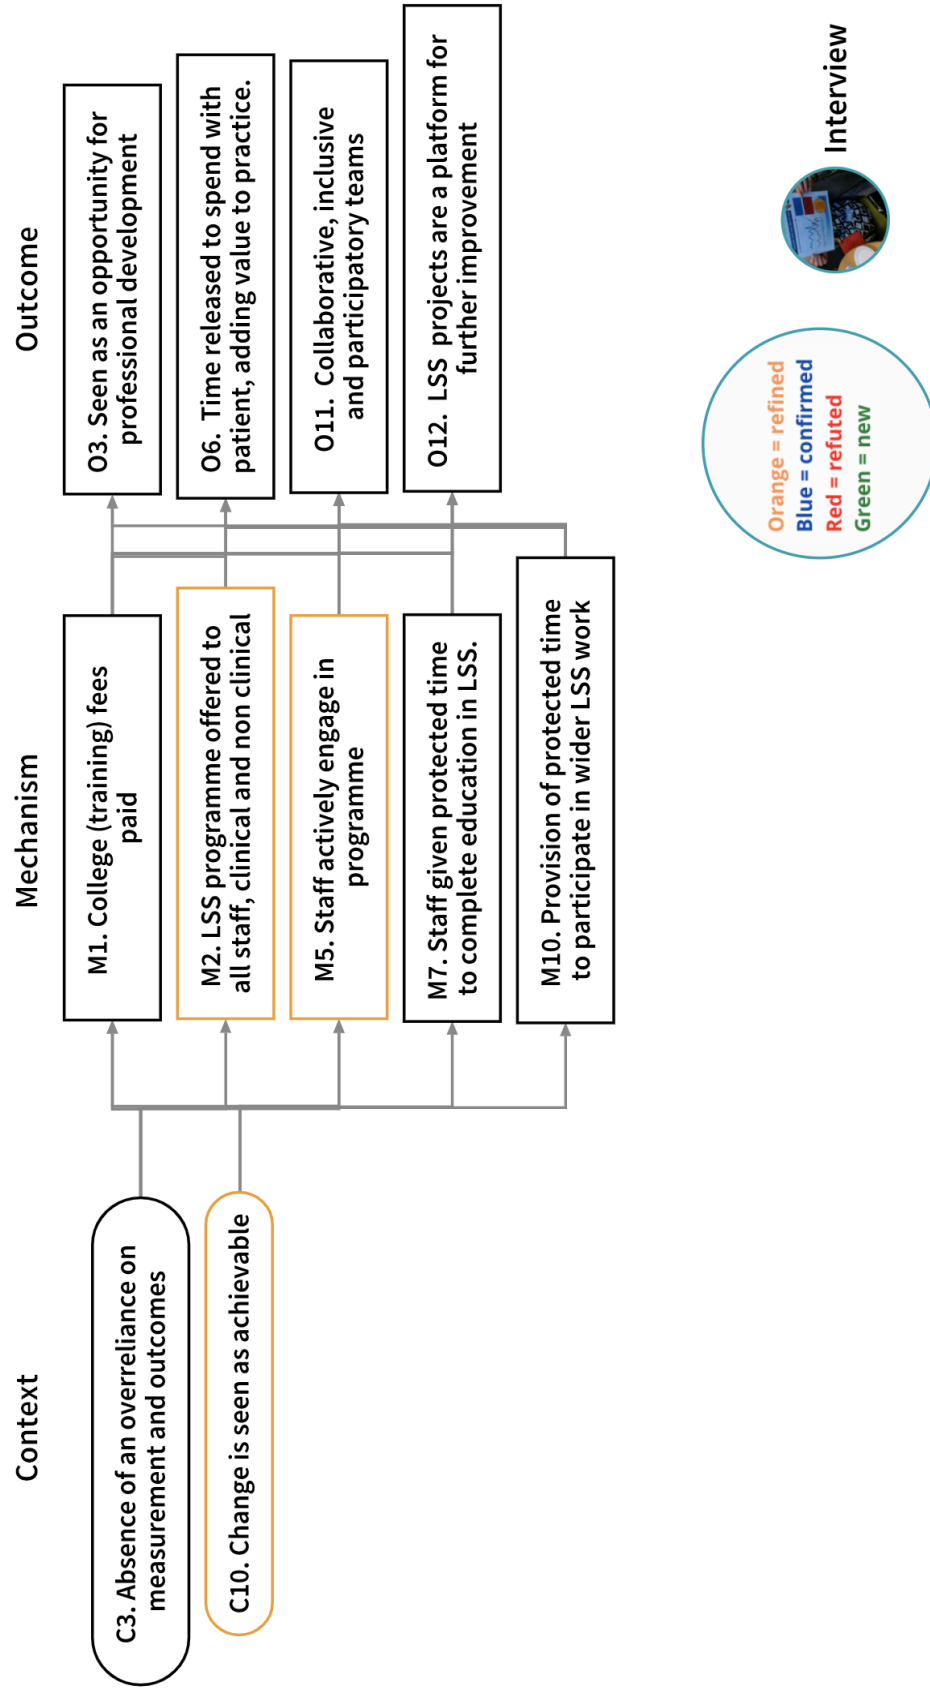 Context
Mechanism
Outcome
C3. Absence of an overreliance on
measurement and outcomes
C10. Change is seen as achievable
M1. College (training) fees
paid
M2. LSS programme offered to
all staff, clinical and non clinical
M5. Staff actively engage in
programme
M7. Staff given protected time
to complete education in LSS.
M10. Provision of protected time
to participate in wider LSS work
O3. Seen as an opportunity for
professional development
O6. Time released to spend with
patient, adding value to practice.
O11. Collaborative, inclusive
and participatory teams
O12. LSS projects are a platform for
further improvement
Orange = refined
Blue = confirmed
Red = refuted
Green = new
Interview